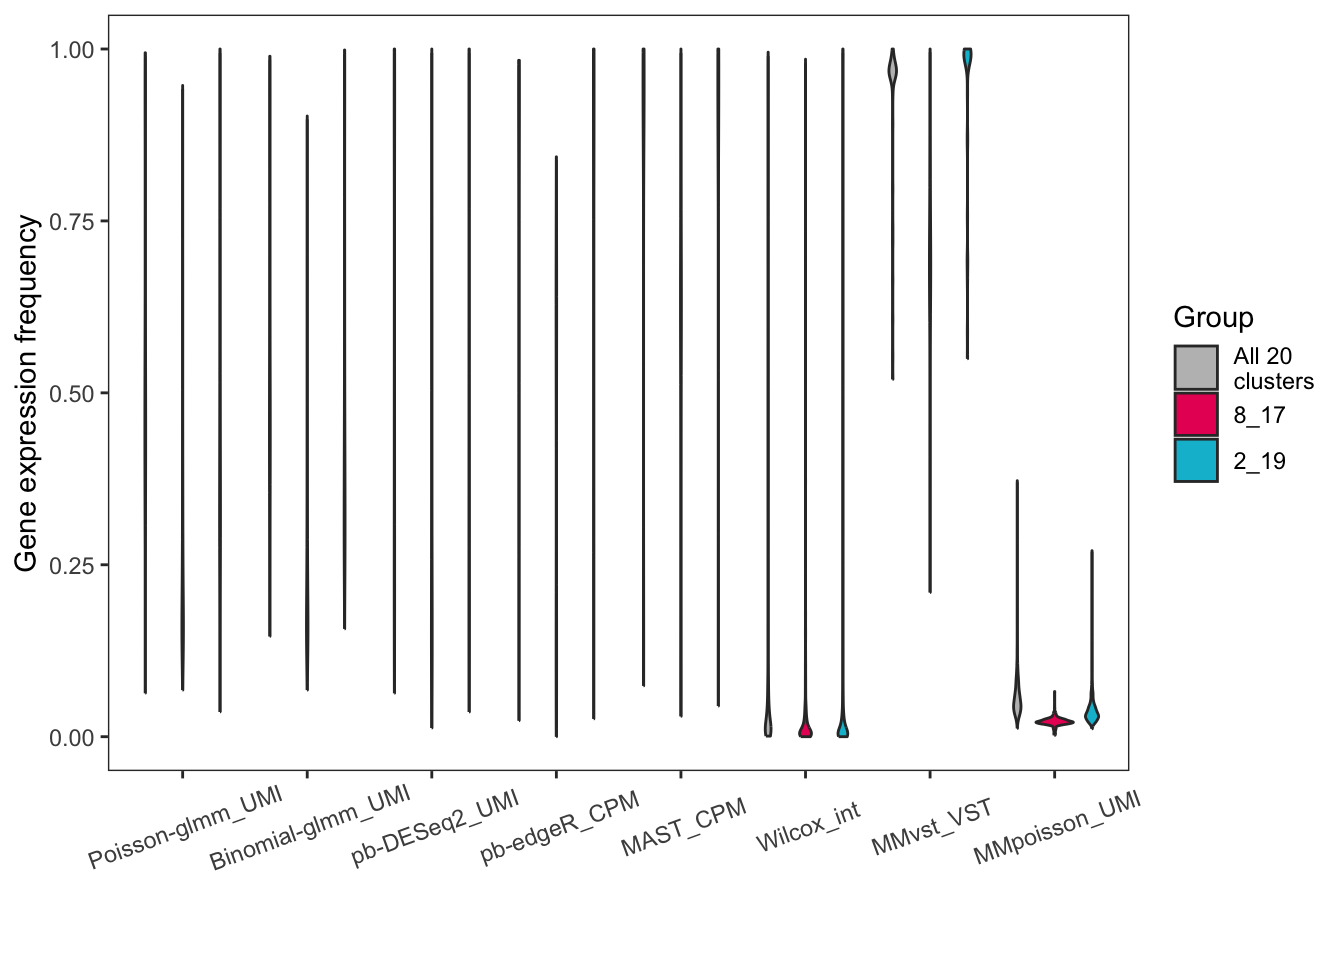 Gene expression frequency
1.00
0.75
0.50
0.25
0.00
Poisson-glmm_UMI
Binomial-glmm_UMI
pb-DESeq2_UMI
pb-edgeR_CPM
MAST_CPM
Wilcox_int
MMvst_VST
MMpoisson_UMI
Group
All 20
clusters
8_17
2_19